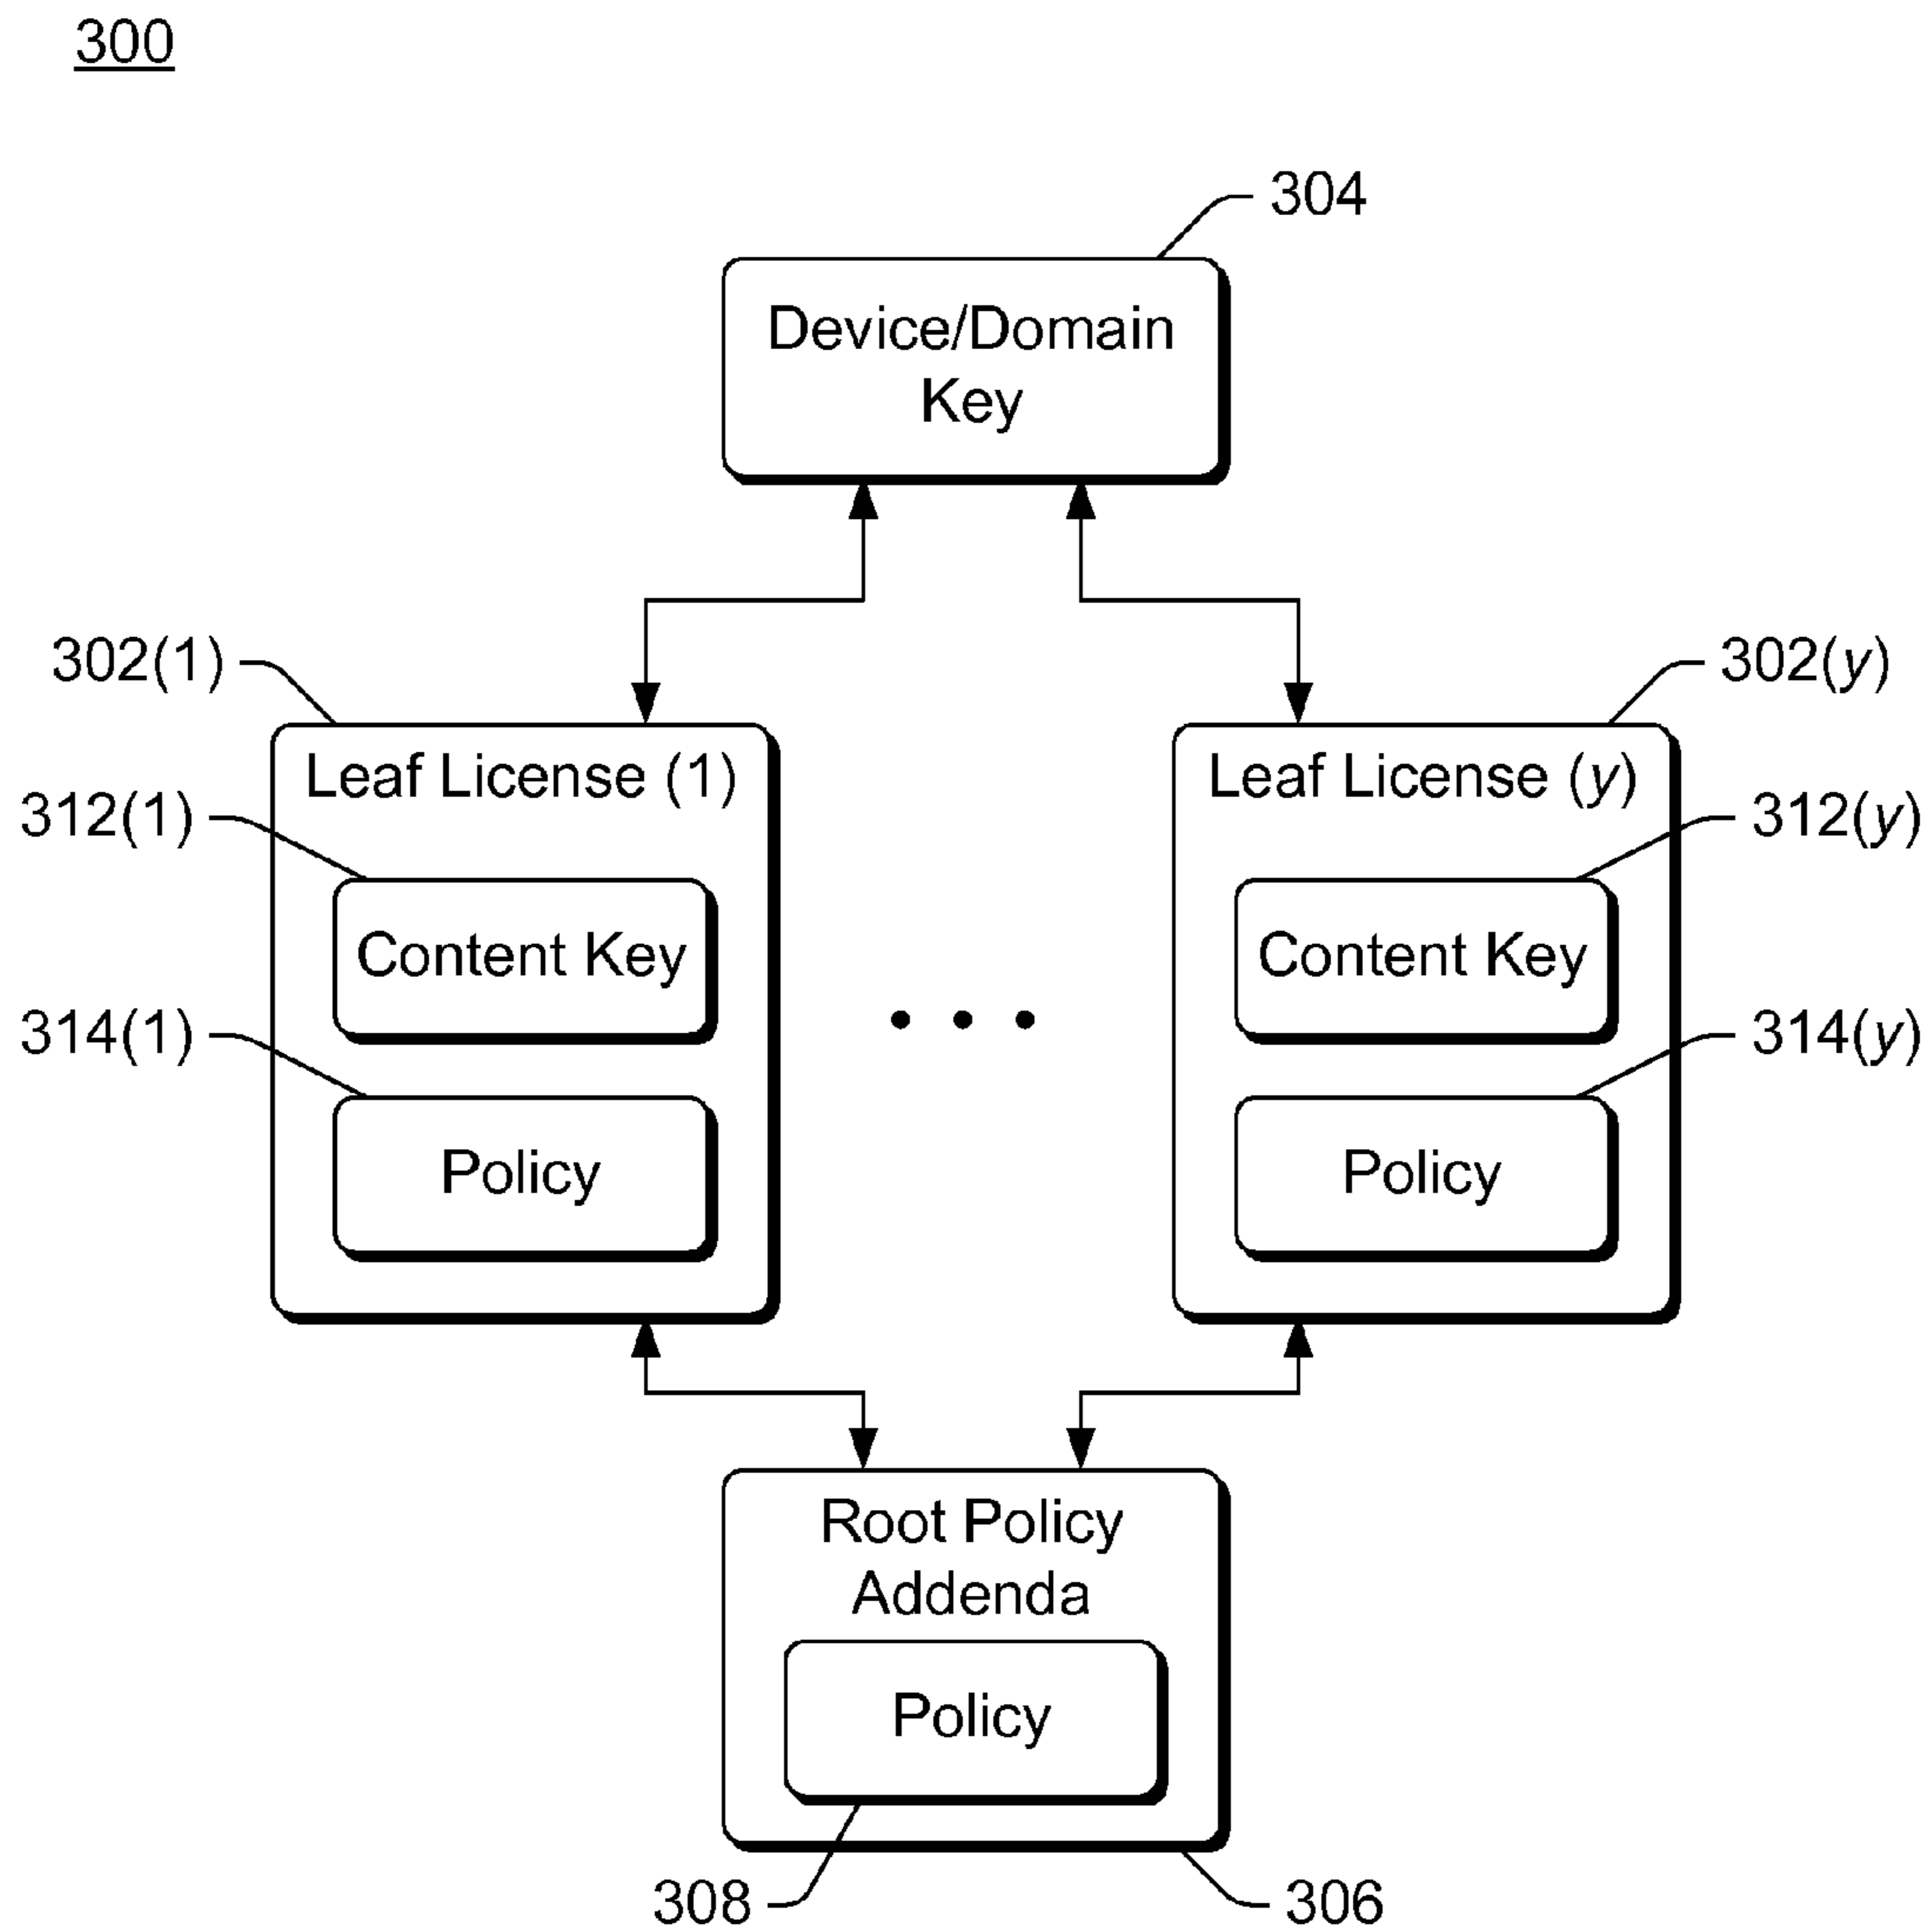 300
304
Device/Domain
Key
302(1)
302(y)
Leaf License (1)
Leaf License (y)
312(1)
312(y)
Content Key
Content Key
314(1)
314(y)
Policy
Policy
Root Policy
Addenda
Policy
308
306